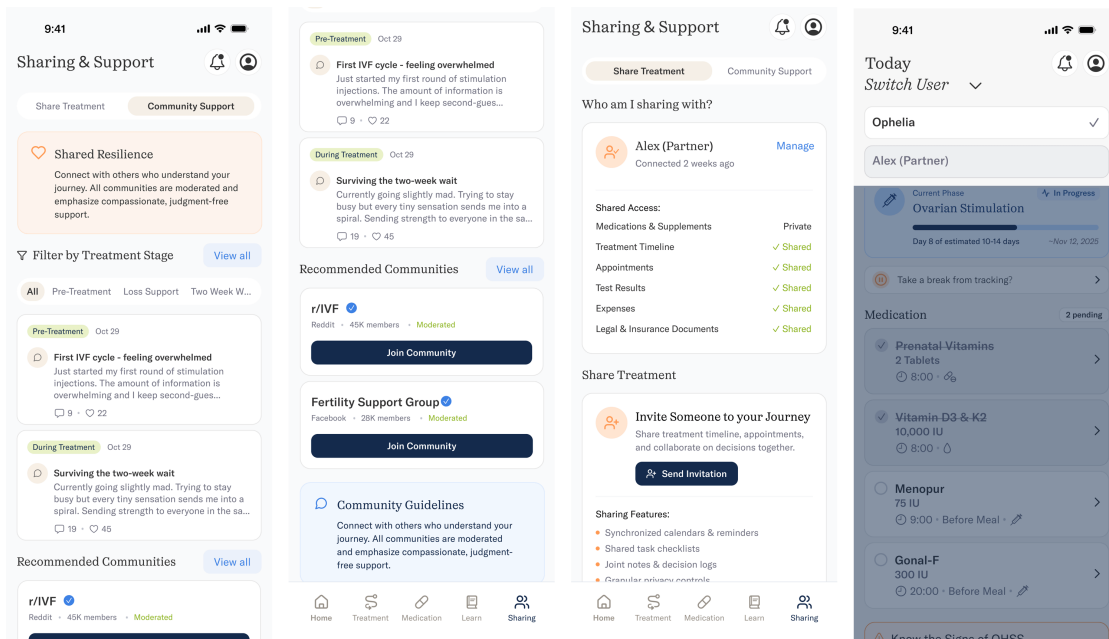 9:41
Sharing & Support
Share Treatment
Community Support
Shared Resilience
Connect with others who understand your
journey. All communities are moderated and
emphasize compassionate, judgment-free
support.
Filter by Treatment Stage
View all
All
Pre-Treatment
Loss Support
Two Week W...
Pre-Treatment
Oct 29
First IVF cycle - feeling overwhelmed
Just started my first round of stimulation
injections. The amount of information is
overwhelming and I keep second-gues...
9 · 22
During Treatment
Oct 29
Surviving the two-week wait
Currently going slightly mad. Trying to stay
busy but every tiny sensation sends me into a
spiral. Sending strength to everyone in the sa...
19 · 45
Recommended Communities
View all
r/IVF
Reddit • 45K members • Moderated
Pre-Treatment
Oct 29
First IVF cycle - feeling overwhelmed
Just started my first round of stimulation
injections. The amount of information is
overwhelming and I keep second-gues...
9 · 22
During Treatment
Oct 29
Surviving the two-week wait
Currently going slightly mad. Trying to stay
busy but every tiny sensation sends me into a
spiral. Sending strength to everyone in the sa...
19 · 45
Recommended Communities
View all
r/IVF
Reddit • 45K members • Moderated
Join Community
Fertility Support Group
Facebook • 28K members • Moderated
Join Community
Community Guidelines
Connect with others who understand your
journey. All communities are moderated
and emphasize compassionate, judgment-
free support.
Home
Treatment
Medication
Learn
Sharing
Sharing & Support
Share Treatment
Community Support
Who am I sharing with?
Alex (Partner)
Manage
Connected 2 weeks ago
Shared Access:
Medications & Supplements
Private
Treatment Timeline
✓ Shared
Appointments
✓ Shared
Test Results
✓ Shared
Expenses
✓ Shared
Legal & Insurance Documents
✓ Shared
Share Treatment
Invite Someone to your Journey
Share treatment timeline, appointments,
and collaborate on decisions together.
Send Invitation
Sharing Features:
• Synchronized calendars & reminders
• Shared task checklists
• Joint notes & decision logs
• Granular privacy controls
Home
Treatment
Medication
Learn
Sharing
9:41
Today
Switch User
Ophelia
Alex (Partner)
Current Phase
In Progress
Ovarian Stimulation
Day 8 of estimated 10-14 days
~Nov 12, 2025
Take a break from tracking?
Medication
2 pending
Prenatal Vitamins
2 Tablets
8:00 ·
Vitamin D3 & K2
10,000 IU
8:00 ·
Menopur
75 IU
9:00 · Before Meal ·
Gonal-F
300 IU
20:00 · Before Meal ·
Know the Signs of OHSS